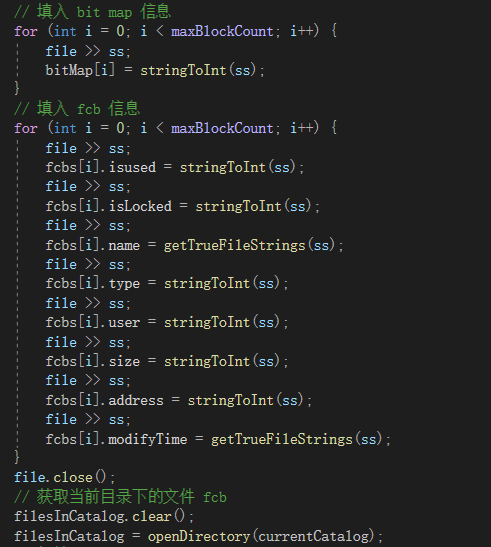 // 填入 bit map 信息
for (int i = 0; i < maxBlockCount; i++) {
file >> ss;
bitMap[i] = stringToInt(ss);
}
// 填入 fcb 信息
for (int i = 0; i < maxBlockCount; i++) {
file >> ss;
fcbs[i].isused = stringToInt(ss);
file >> ss;
fcbs[i].isLocked = stringToInt(ss);
file >> ss;
fcbs[i].name = getTrueFileStrings(ss);
file >> ss;
fcbs[i].type = stringToInt(ss);
file >> ss;
fcbs[i].user = stringToInt(ss);
file >> ss;
fcbs[i].size = stringToInt(ss);
file >> ss;
fcbs[i].address = stringToInt(ss);
file >> ss;
fcbs[i].modifyTime = getTrueFileStrings(ss);
}
file.close();
// 获取当前目录下的文件 fcb
filesInCatalog.clear();
filesInCatalog = openDirectory(currentCatalog);